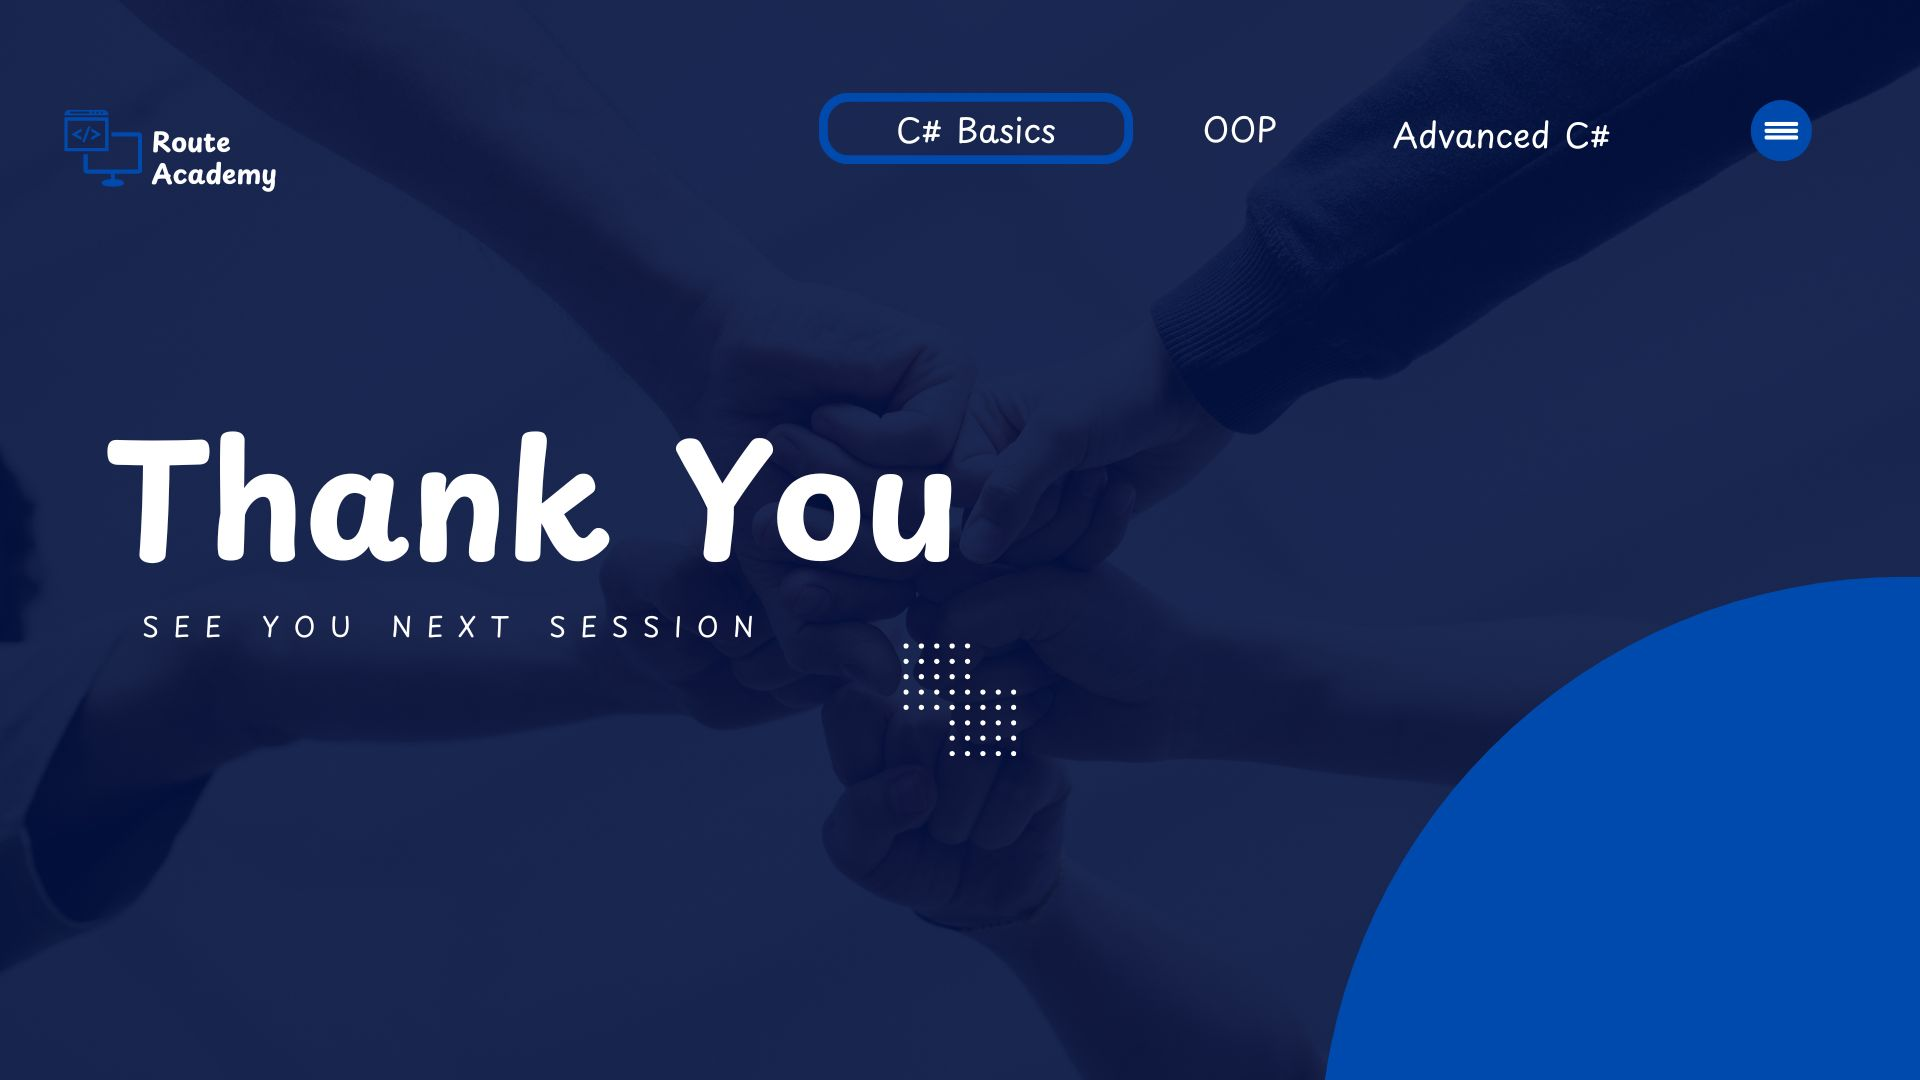 </>
Route
Academy
C# Basics
OOP
Advanced C#
Thank You
SEE YOU NEXT SESSION